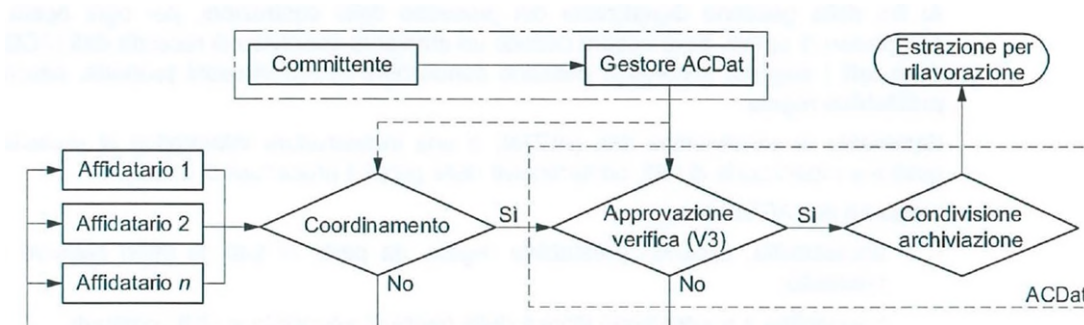 Committente
Gestore ACDat
Estrazione per
rilavorazione
Affidatario 1
Affidatario 2
Affidatario n
Coordinamento
Sì
Approvazione
verifica (V3)
Sì
Condivisione
archiviazione
No
No
ACDat